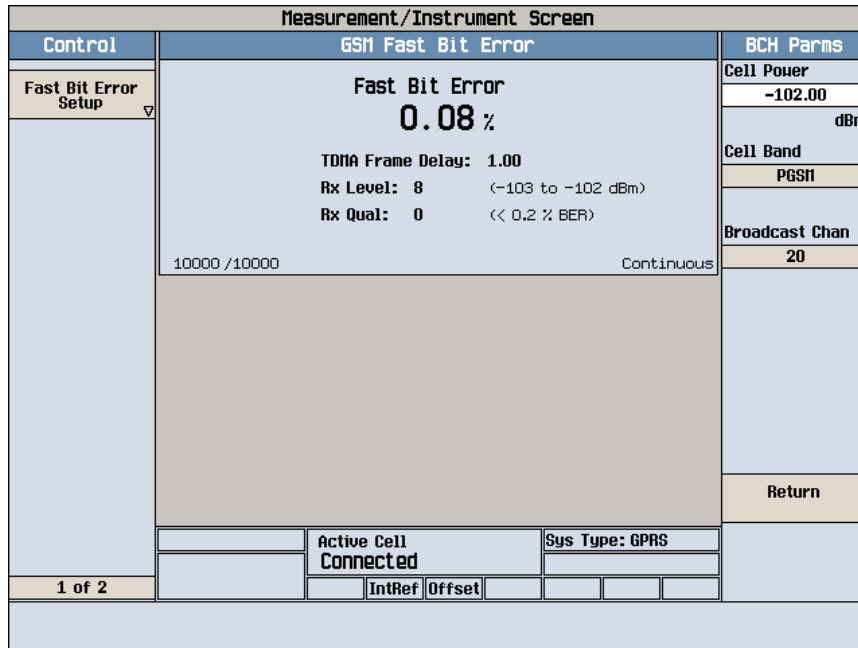 Measurement/Instrument Screen
Control
Fast Bit Error
Setup
1 of 2
GSM Fast Bit Error
Fast Bit Error
0.08 %
TDMA Frame Delay: 1.00
Rx Level: 8 (-103 to -102 dBm)
Rx Qual: 0 (< 0.2 % BER)
10000 /10000 Continuous
Active Cell
Connected
Sys Type: GPRS
IntRef Offset
BCH Parms
Cell Power
-102.00
Cell Band
PGSM
Broadcast Chan
20
Return